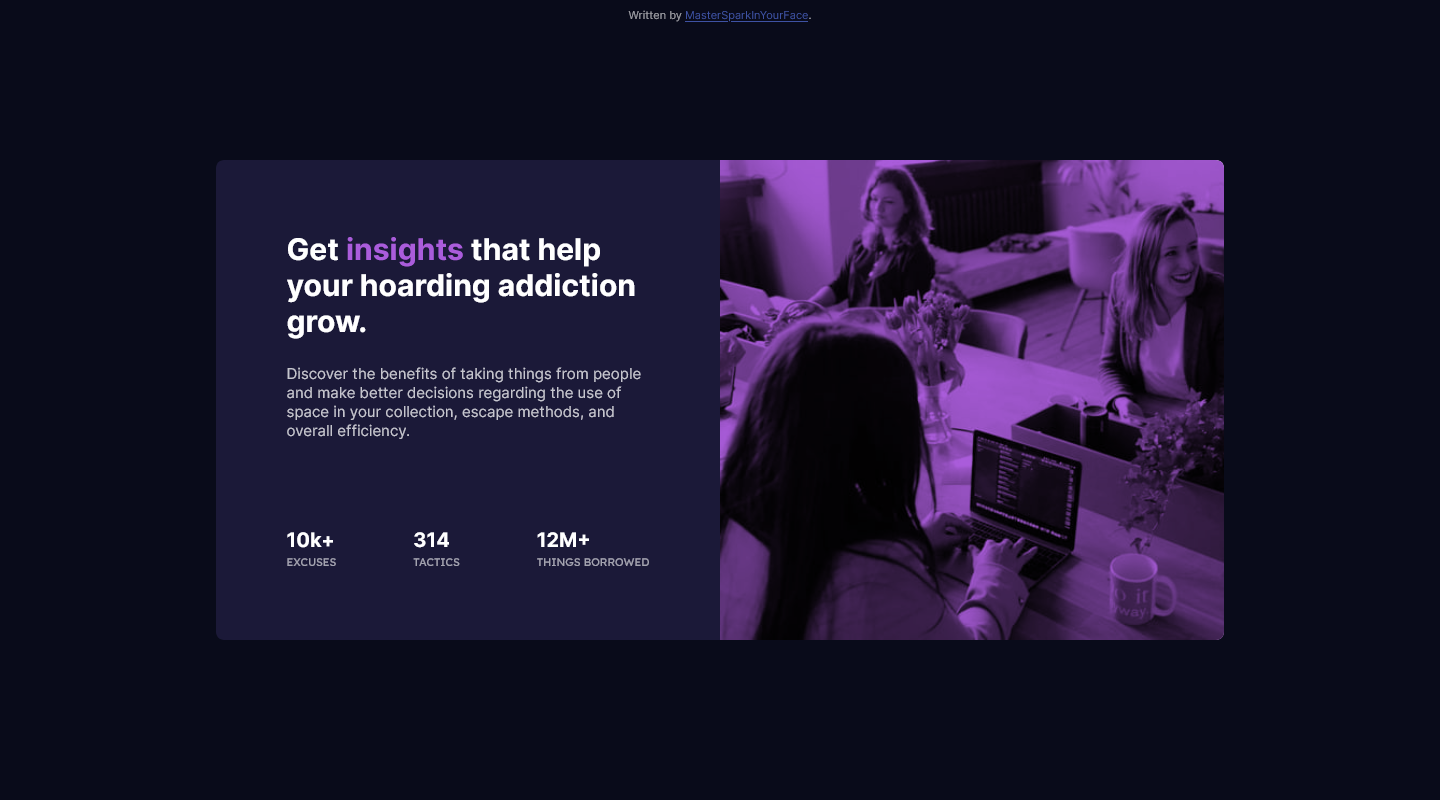 Written by MasterSparkInYourFace.
Get insights that help
your hoarding addiction
grow.
Discover the benefits of taking things from people
and make better decisions regarding the use of
space in your collection, escape methods, and
overall efficiency.
10k+ 314 12M+
EXCUSES TACTICS THINGS BORROWED